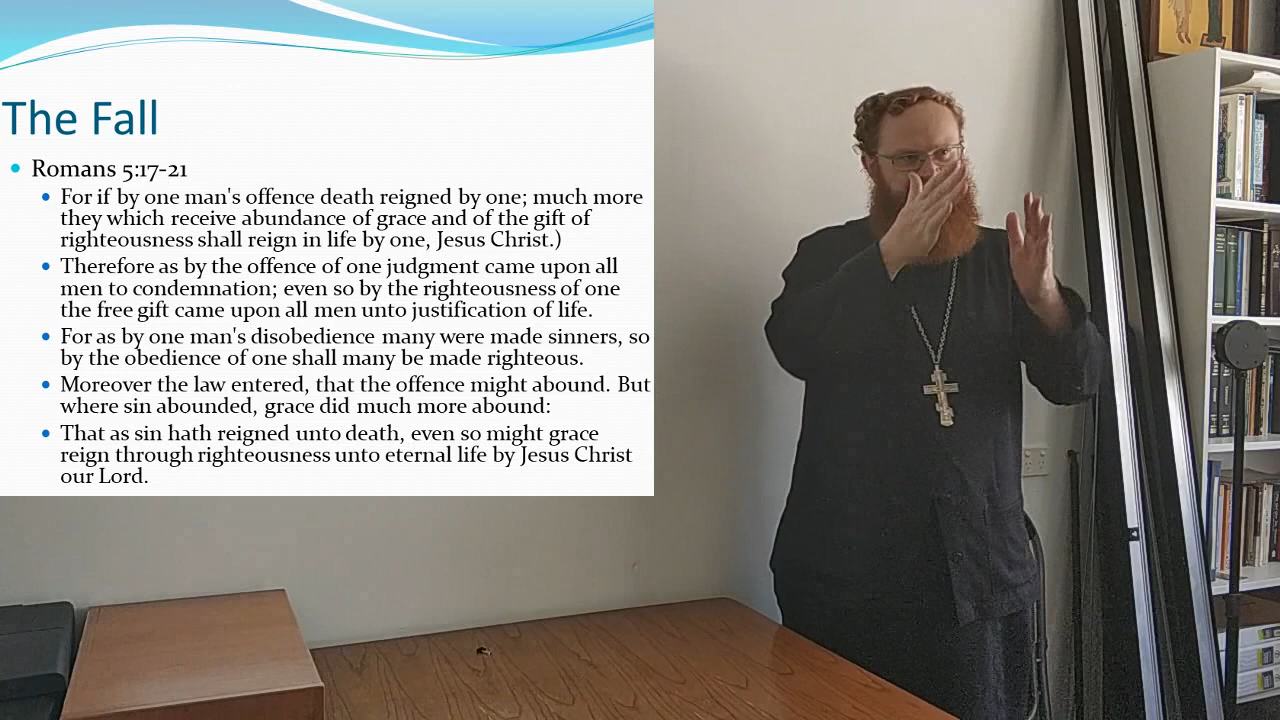 The Fall
Romans 5:17-21
For if by one man's offence death reigned by one; much more
they which receive abundance of grace and of the gift of
righteousness shall reign in life by one, Jesus Christ.)
Therefore as by the offence of one judgment came upon all
men to condemnation; even so by the righteousness of one
the free gift came upon all men unto justification of life.
For as by one man's disobedience many were made sinners, so
by the obedience of one shall many be made righteous.
Moreover the law entered, that the offence might abound. But
where sin abounded, grace did much more abound:
That as sin hath reigned unto death, even so might grace
reign through righteousness unto eternal life by Jesus Christ
our Lord.